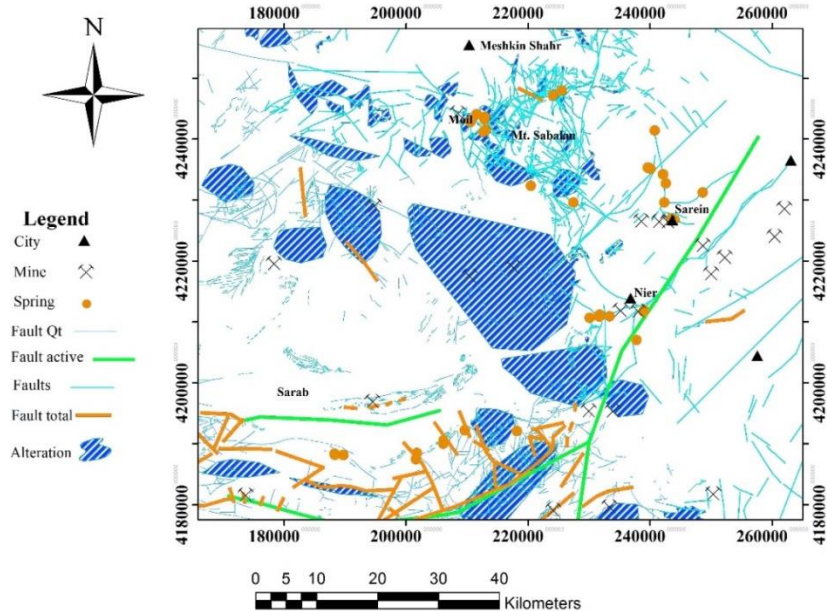 180000 200000 220000 240000 260000
N
Meshkin Shahr
Moil
Mt. Sabalan
4240000 4240000
Legend
City
Sarein
Mine
4220000 4220000
Spring
Nier
Fault Qt
Fault active
Faults
4200000 4200000
Sarab
Fault total
Alteration
4180000 4180000
180000 200000 220000 240000 260000
0 5 10 20 30 40
Kilometers